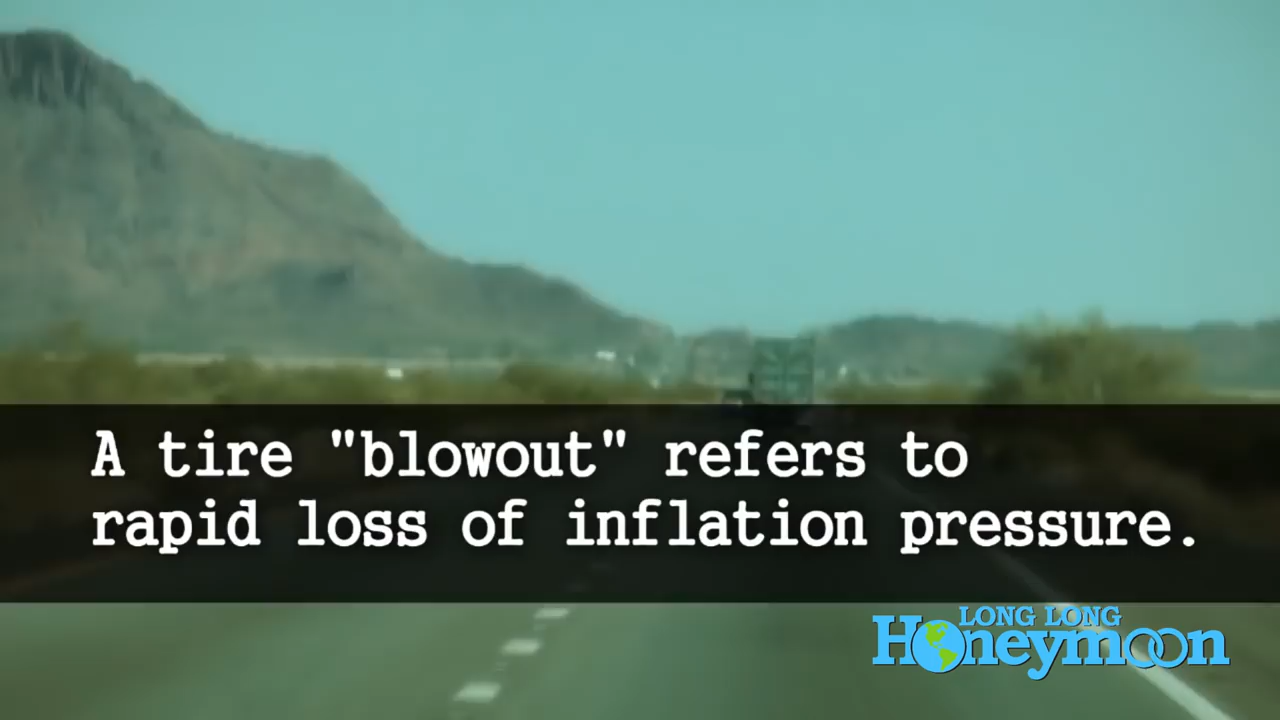 A tire "blowout" refers to
rapid loss of inflation pressure.
LONG LONG
Honeymoon